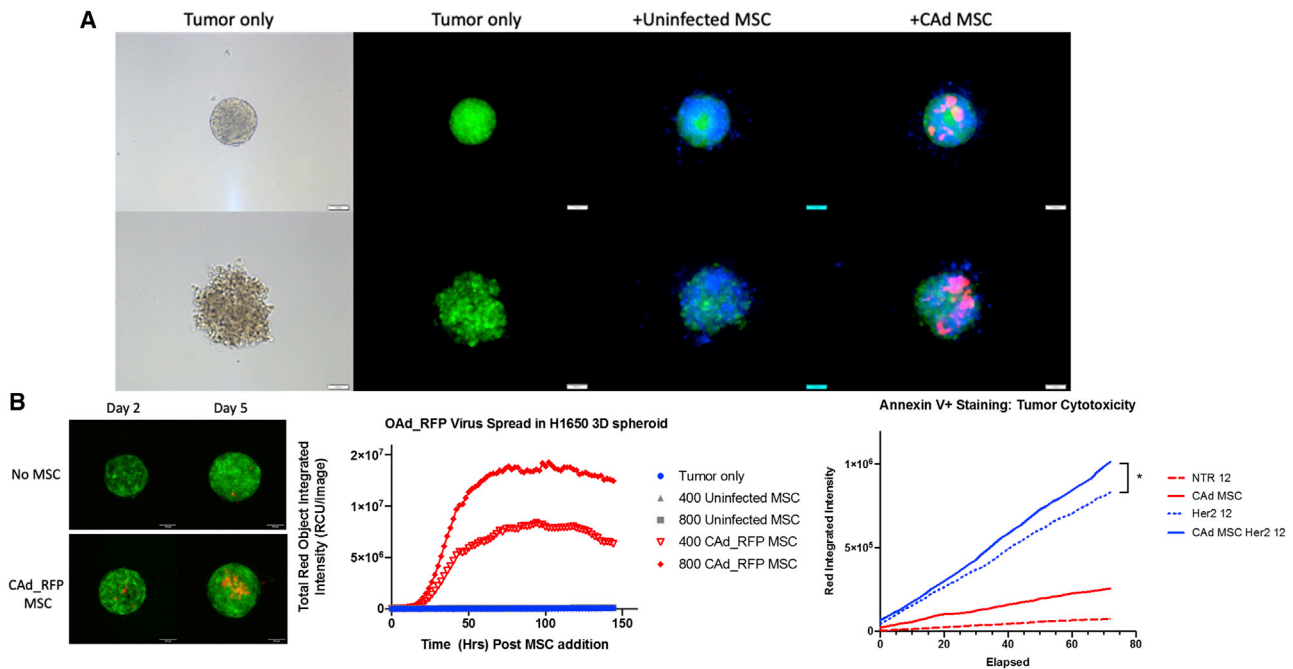 A
Tumor only
Tumor only
+Uninfected MSC
+CAd MSC
B
Day 2
Day 5
No MSC
CAd_RFP
MSC
OAd_RFP Virus Spread in H1650 3D spheroid
Total Red Object Integrated
Intensity (RCU/image)
2×10⁷
1×10⁷
5×10⁶
0
0
50
100
150
Time (Hrs) Post MSC addition
Tumor only
400 Uninfected MSC
800 Uninfected MSC
400 CAd_RFP MSC
800 CAd_RFP MSC
Annexin V+ Staining: Tumor Cytotoxicity
Red Integrated Intensity
1×10⁶
5×10⁵
0
0
20
40
60
80
Elapsed
*
NTR 12
CAd MSC
Her2 12
CAd MSC Her2 12